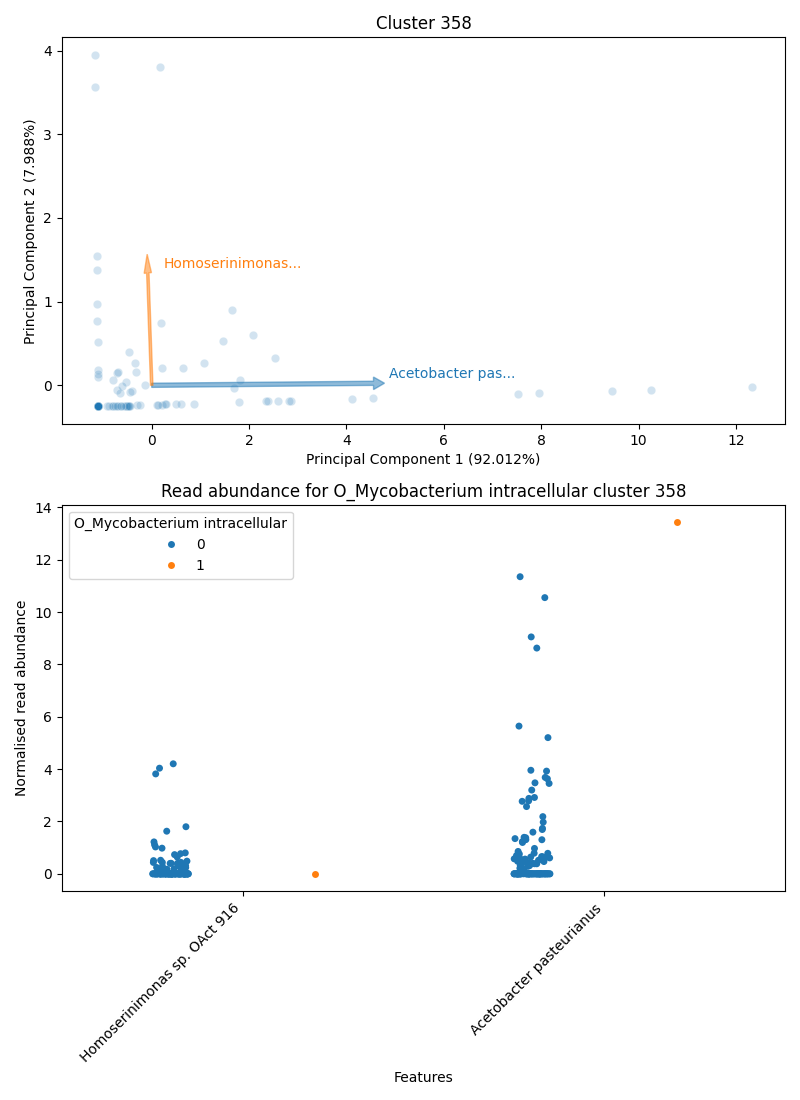 Cluster 358
4
3
2
1
0
Principal Component 2 (7.988%)
Homoserinimonas...
Acetobacter pas...
0 2 4 6 8 10 12
Principal Component 1 (92.012%)
Read abundance for O_Mycobacterium intracellular cluster 358
14
12
10
8
6
4
2
0
Normalised read abundance
O_Mycobacterium intracellular
0
1
Homoserinimonas sp. OAct 916
Acetobacter pasteurianus
Features